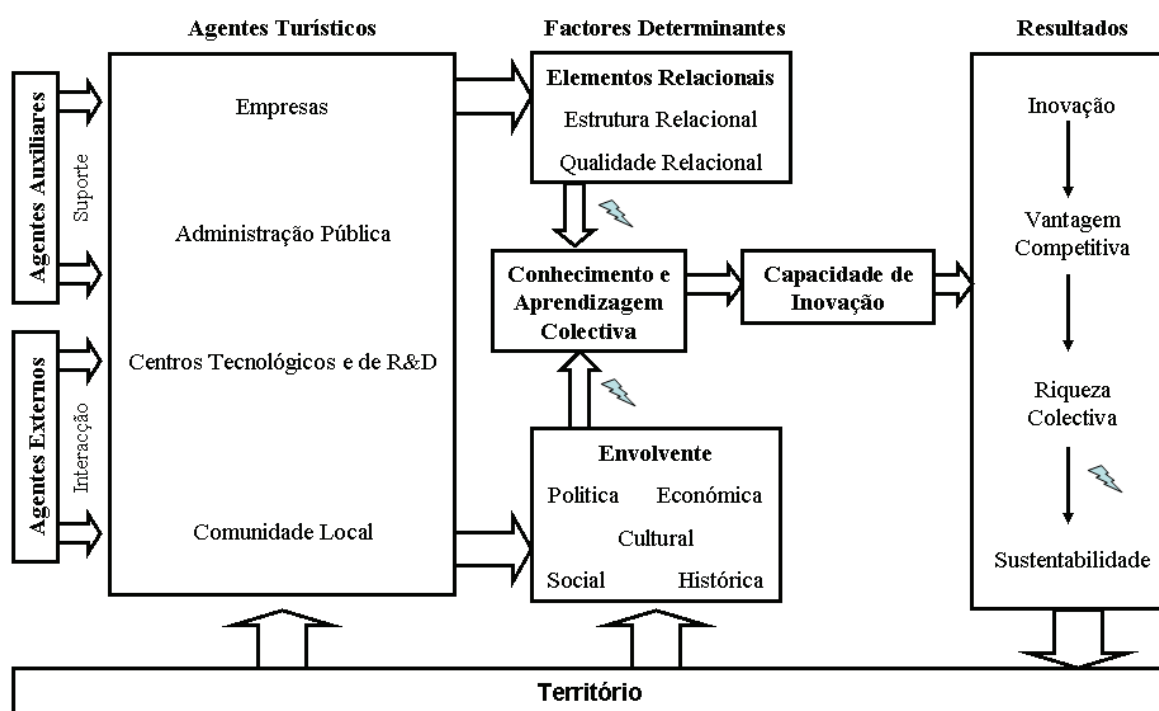 Agentes Turísticos
Factores Determinantes
Resultados
Agentes Auxiliares
Suporte
Agentes Externos
Interacção
Empresas
Administração Pública
Centros Tecnológicos e de R&D
Comunidade Local
Elementos Relacionais
Estrutura Relacional
Qualidade Relacional
Conhecimento e
Aprendizagem
Colectiva
Capacidade de
Inovação
Envolvente
Politica Económica
Cultural
Social Histórica
Inovação
Vantagem
Competitiva
Riqueza
Colectiva
Sustentabilidade
Território